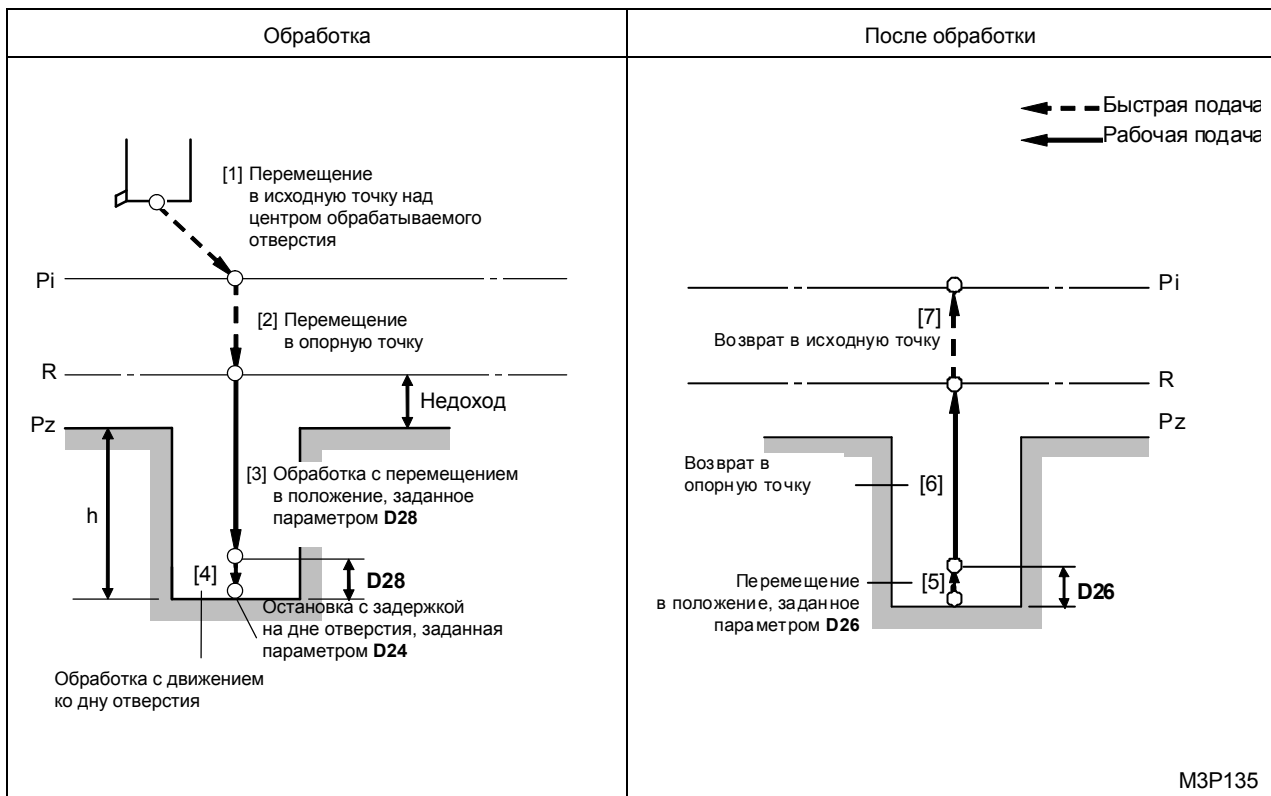 Обработка
После обработки
[1] Перемещение
в исходную точку над
центром обрабатываемого
отверстия
Pi
[2] Перемещение
в опорную точку
R
Недоход
Pz
[3] Обработка с перемещением
в положение, заданное
параметром D28
h
[4]
D28
Остановка с задержкой
на дне отверстия, заданная
параметром D24
Обработка с движением
ко дну отверстия
Быстрая подача
Рабочая подача
Pi
[7]
Возврат в исходную точку
R
Pz
Возврат в
опорную точку
[6]
Перемещение
в положение, заданное
параметром D26
[5]
D26
M3P135